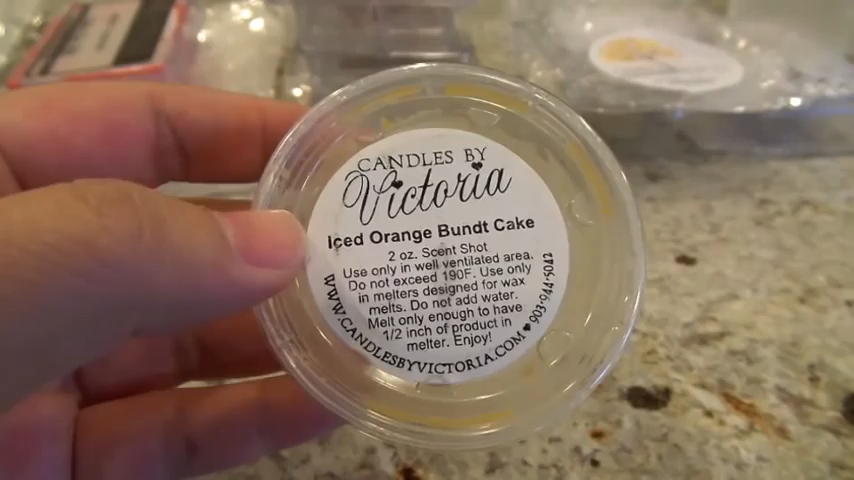 CANDLES BY
Victoria
Iced Orange Bundt Cake
2 oz. Scent Shot
Use only in well ventilated area.
Do not exceed 190F. Use only
in melters designed for wax
melts. Do not add water.
Melt only enough to have
1/2 inch of product in
melter. Enjoy!
WWW.CANDLESBYVICTORIA.COM ♥ 903-944-5042